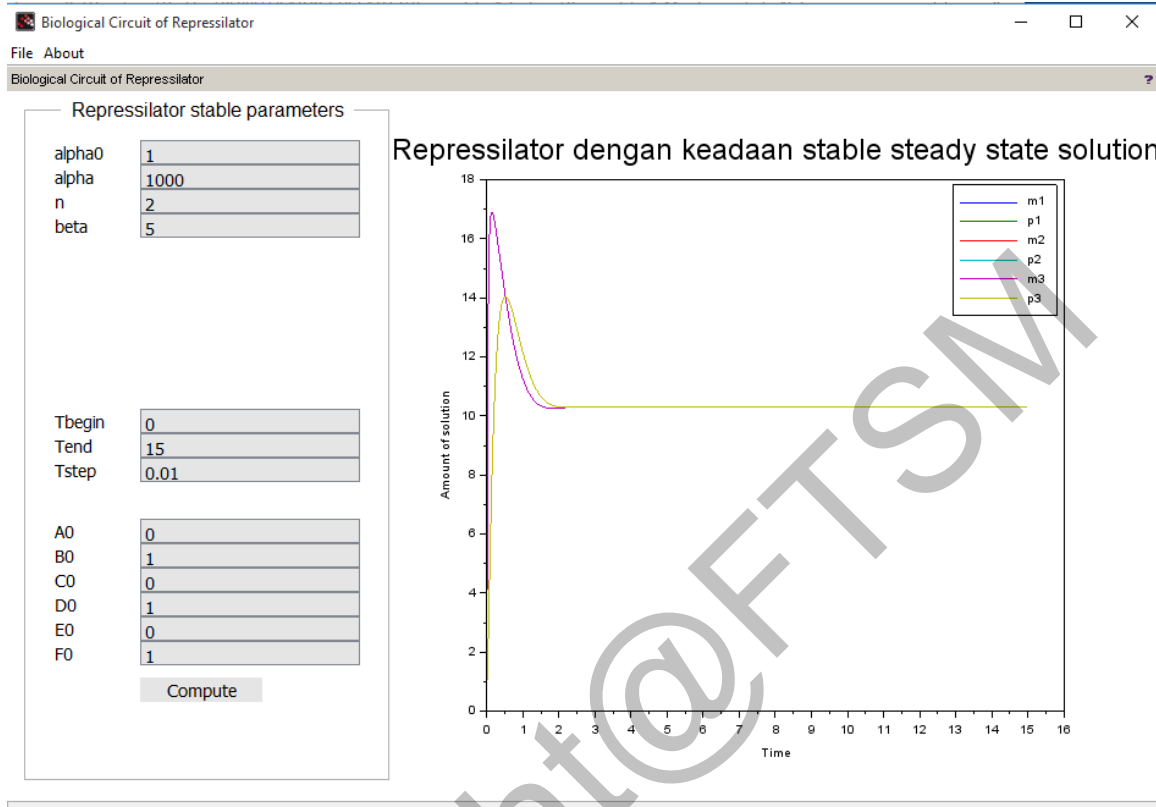 Biological Circuit of Repressilator
File About
Biological Circuit of Repressilator ?
Repressilator stable parameters
alpha0 1
alpha 1000
n 2
beta 5
Tbegin 0
Tend 15
Tstep 0.01
A0 0
B0 1
C0 0
D0 1
E0 0
F0 1
Compute
Repressilator dengan keadaan stable steady state solution
18
16
14
12
10
8
6
4
2
0
Amount of solution
0 1 2 3 4 5 6 7 8 9 10 11 12 13 14 15 16
Time
m1
p1
m2
p2
m3
p3
ht@FTSM